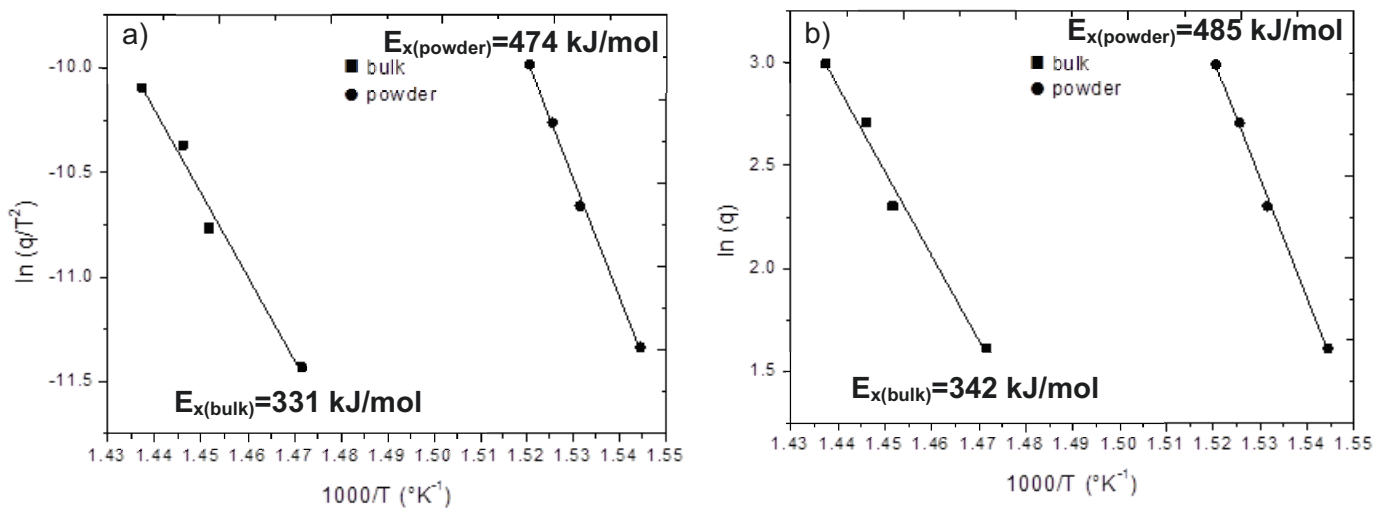 a)
E_x(powder)=474 kJ/mol
bulk
powder
ln (q/T²)
-10.0
-10.5
-11.0
-11.5
E_x(bulk)=331 kJ/mol
1.43 1.44 1.45 1.46 1.47 1.48 1.49 1.50 1.51 1.52 1.53 1.54 1.55
1000/T (°K⁻¹)
b)
E_x(powder)=485 kJ/mol
bulk
powder
ln (q)
3.0
2.5
2.0
1.5
E_x(bulk)=342 kJ/mol
1.43 1.44 1.45 1.46 1.47 1.48 1.49 1.50 1.51 1.52 1.53 1.54 1.55
1000/T (°K⁻¹)